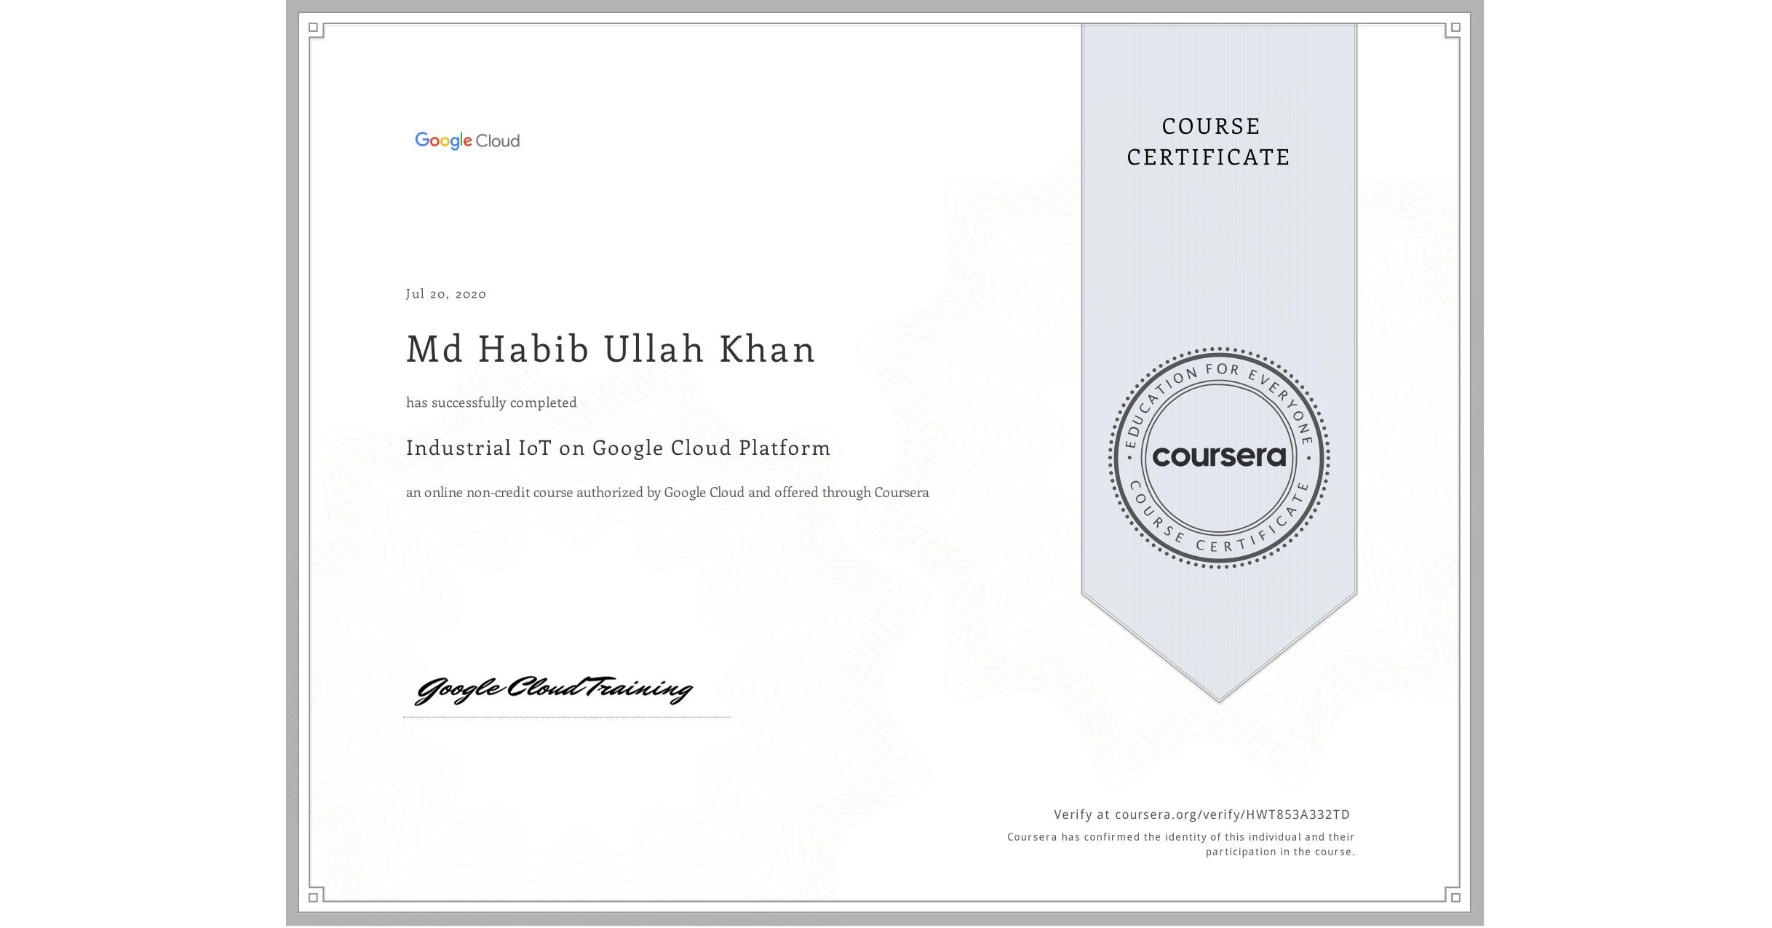 Google Cloud
COURSE
CERTIFICATE
Jul 20, 2020
Md Habib Ullah Khan
has successfully completed
Industrial IoT on Google Cloud Platform
an online non-credit course authorized by Google Cloud and offered through Coursera
EDUCATION FOR EVERYONE
coursera
COURSE CERTIFICATE
Google Cloud Training
Verify at coursera.org/verify/HWT853A332TD
Coursera has confirmed the identity of this individual and their
participation in the course.